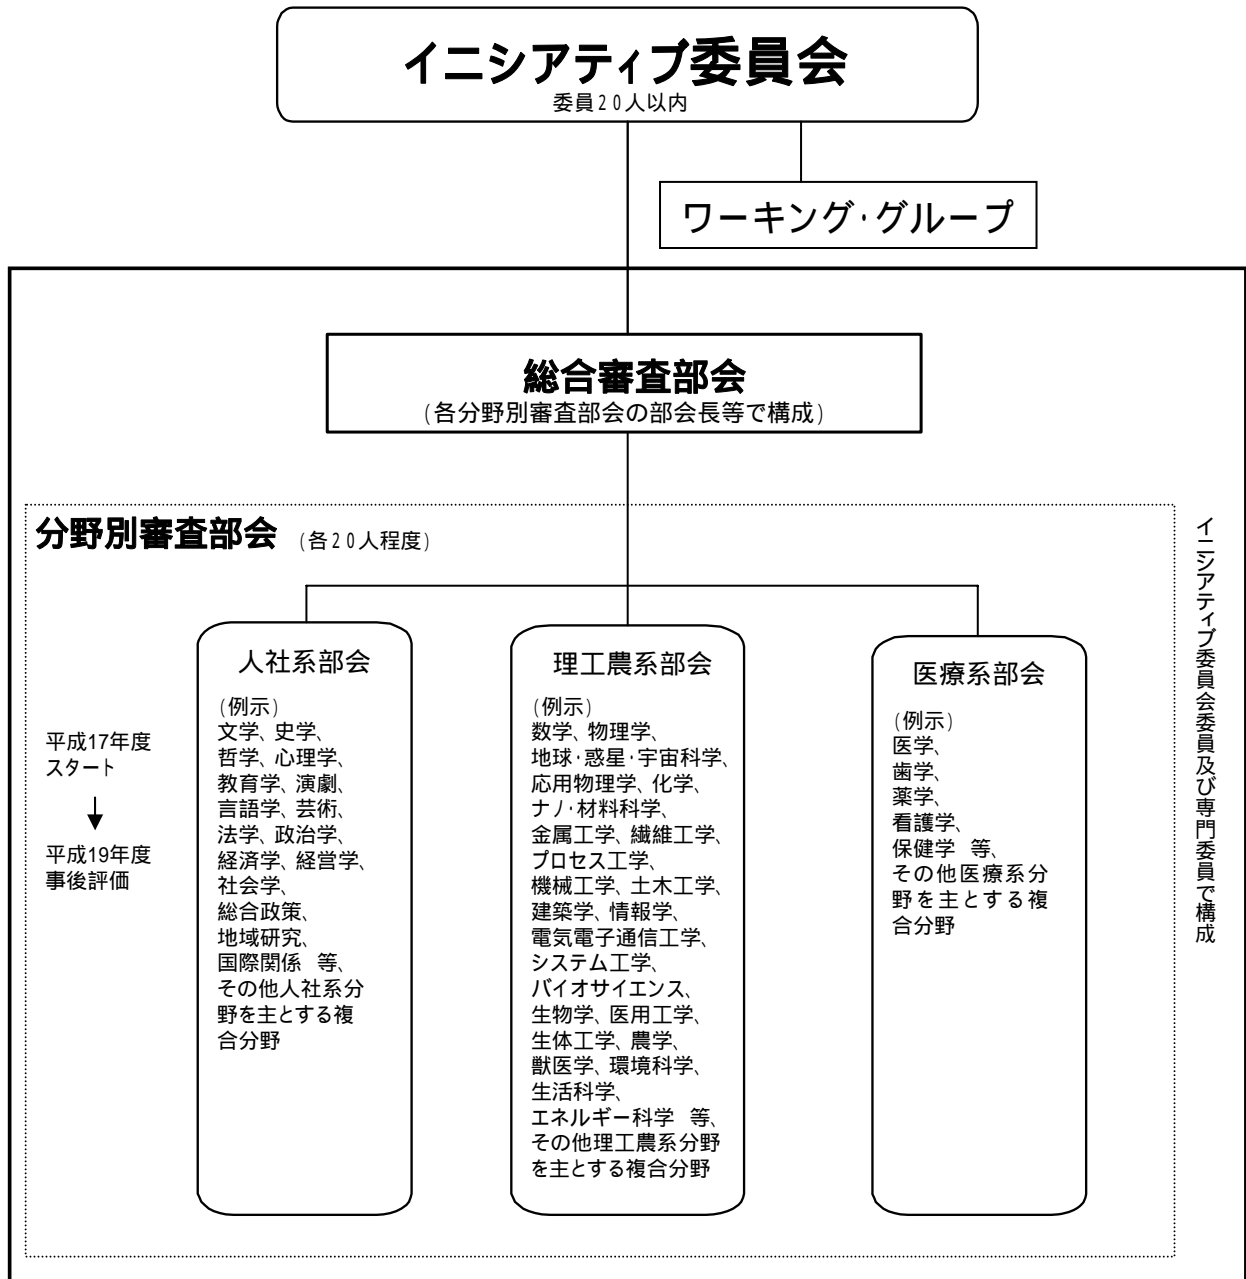 イニシアティブ委員会
委員20人以内
ワーキング・グループ
総合審査部会
(各分野別審査部会の部会長等で構成)
分野別審査部会 (各20人程度)
平成17年度
スタート
↓
平成19年度
事後評価
人社系部会
(例示)
文学、史学、
哲学、心理学、
教育学、演劇、
言語学、芸術、
法学、政治学、
経済学、経営学、
社会学、
総合政策、
地域研究、
国際関係 等、
その他人社系分
野を主とする複
合分野
理工農系部会
(例示)
数学、物理学、
地球・惑星・宇宙科学、
応用物理学、化学、
ナノ・材料科学、
金属工学、繊維工学、
プロセス工学、
機械工学、土木工学、
建築学、情報学、
電気電子通信工学、
システム工学、
バイオサイエンス、
生物学、医用工学、
生体工学、農学、
獣医学、環境科学、
生活科学、
エネルギー科学 等、
その他理工農系分野
を主とする複合分野
医療系部会
(例示)
医学、
歯学、
薬学、
看護学、
保健学 等、
その他医療系分
野を主とする複
合分野
イニシアティブ委員会委員及び専門委員で構成